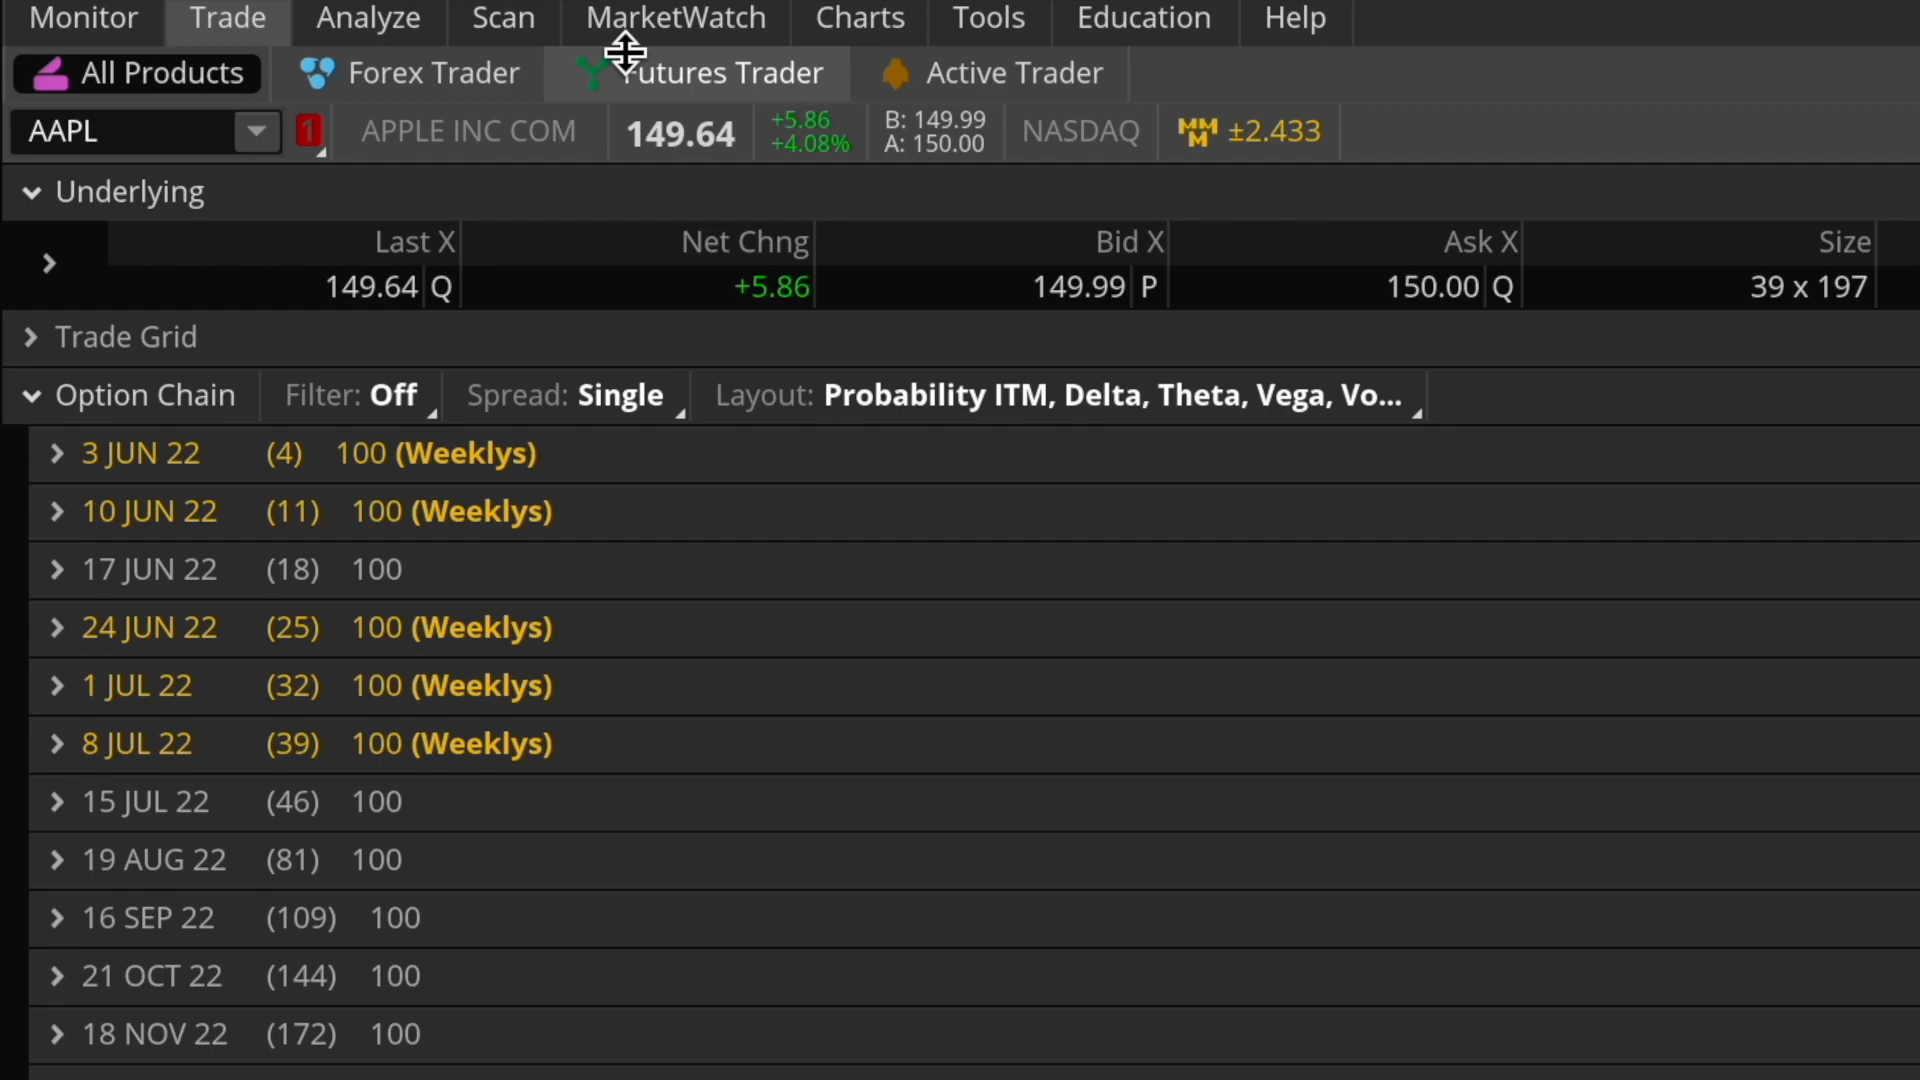 Monitor Trade Analyze Scan MarketWatch Charts Tools Education Help
All Products Forex Trader Futures Trader Active Trader
AAPL 1 APPLE INC COM 149.64 +5.86 +4.08% B: 149.99 A: 150.00 NASDAQ MMM ±2.433
Underlying
Last X Net Chng Bid X Ask X Size
149.64 Q +5.86 149.99 P 150.00 Q 39 x 197
Trade Grid
Option Chain Filter: Off Spread: Single Layout: Probability ITM, Delta, Theta, Vega, Vo...
3 JUN 22 (4) 100 (Weeklys)
10 JUN 22 (11) 100 (Weeklys)
17 JUN 22 (18) 100
24 JUN 22 (25) 100 (Weeklys)
1 JUL 22 (32) 100 (Weeklys)
8 JUL 22 (39) 100 (Weeklys)
15 JUL 22 (46) 100
19 AUG 22 (81) 100
16 SEP 22 (109) 100
21 OCT 22 (144) 100
18 NOV 22 (172) 100